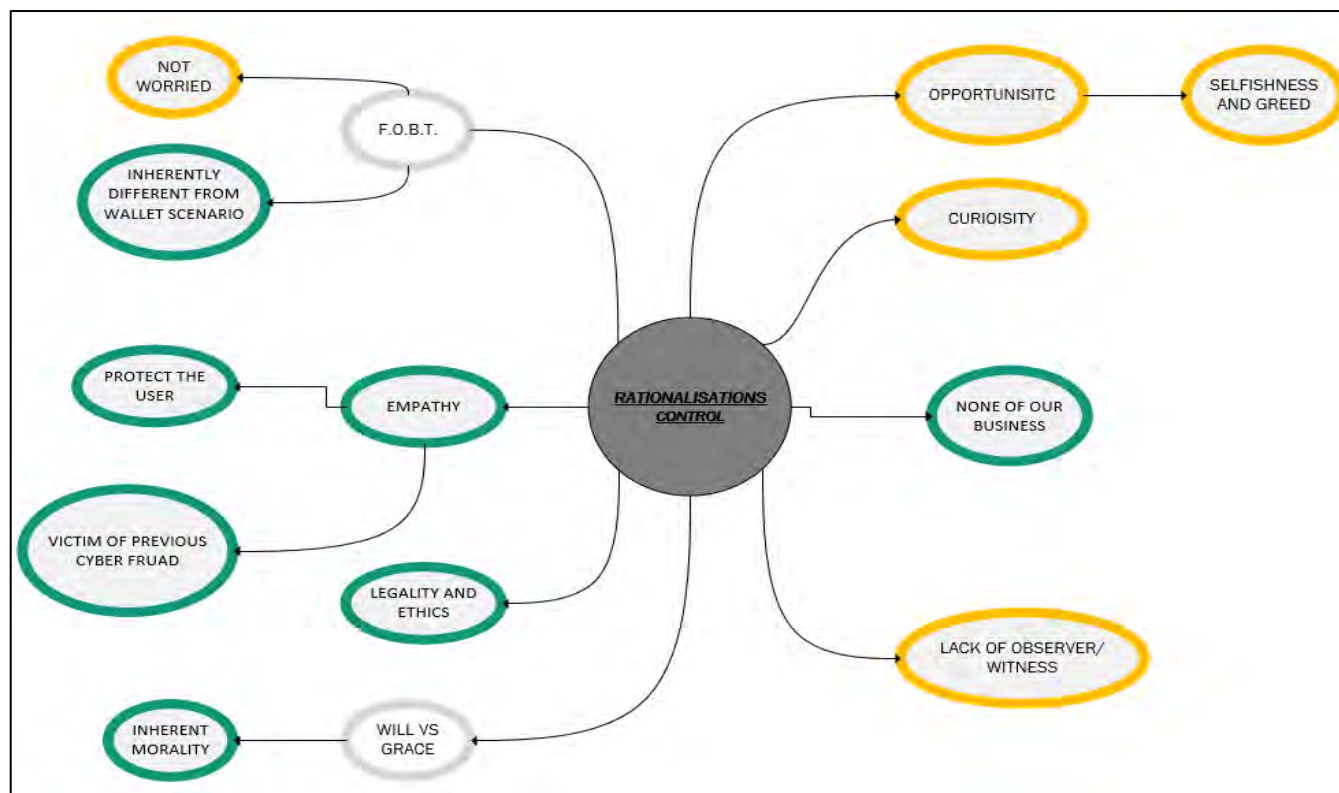 NOT
WORRIED
F.O.B.T.
INHERENTLY
DIFFERENT FROM
WALLET SCENARIO
OPPORTUNISITC
SELFISHNESS
AND GREED
CURIOISITY
PROTECT THE
USER
EMPATHY
RATIONALISATIONS
CONTROL
NONE OF OUR
BUSINESS
VICTIM OF PREVIOUS
CYBER FRUAD
LEGALITY AND
ETHICS
LACK OF OBSERVER/
WITNESS
INHERENT
MORALITY
WILL VS
GRACE